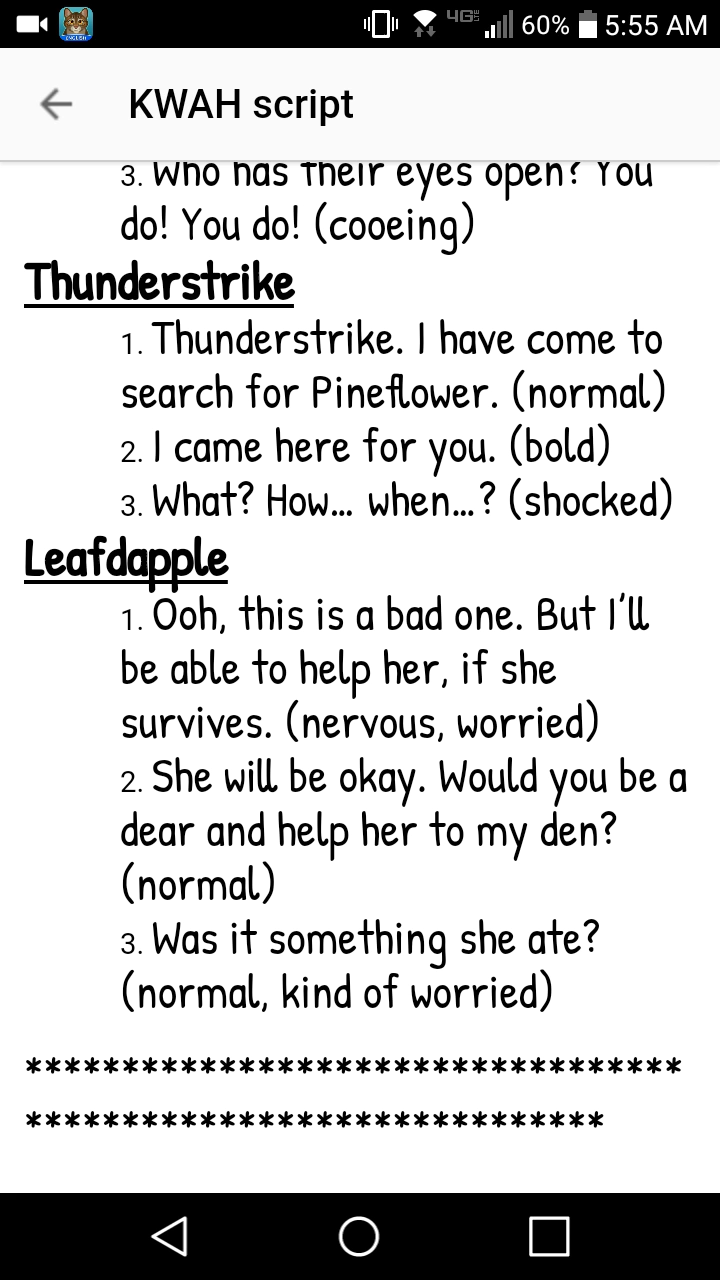 4G LTE 60% 5:55 AM
KWAH script
3. Who has their eyes open? You
do! You do! (cooeing)
Thunderstrike
1. Thunderstrike. I have come to
search for Pineflower. (normal)
2. I came here for you. (bold)
3. What? How... when...? (shocked)
Leafdapple
1. Ooh, this is a bad one. But I'll
be able to help her, if she
survives. (nervous, worried)
2. She will be okay. Would you be a
dear and help her to my den?
(normal)
3. Was it something she ate?
(normal, kind of worried)
**********************************
******************************